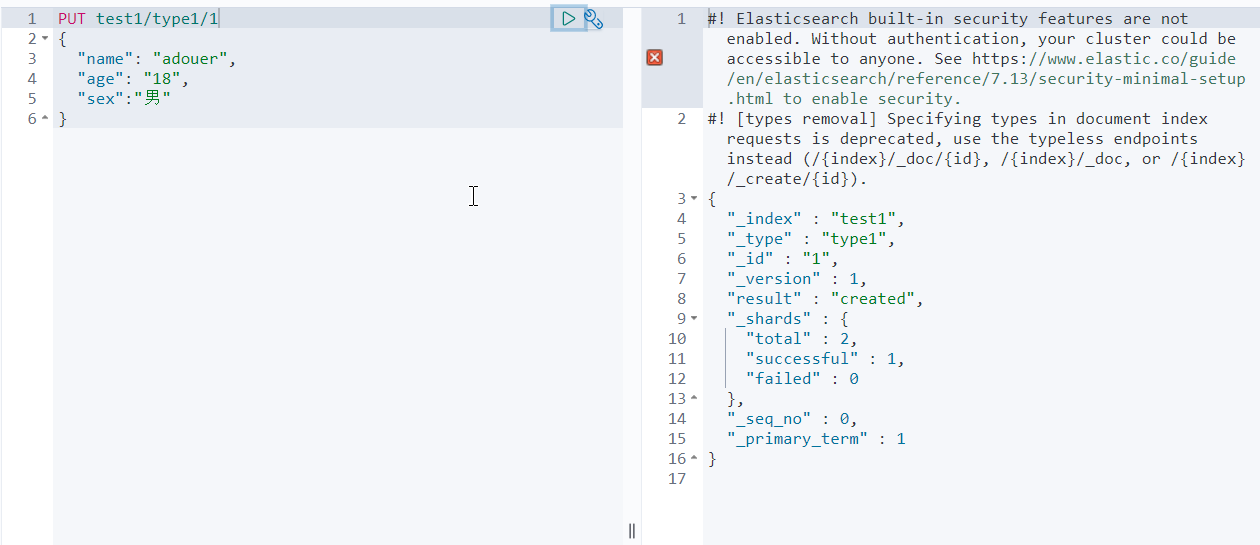 1 PUT test1/type1/1
2 {
3 "name": "adouer",
4 "age": "18",
5 "sex":"男"
6 }
1 #! Elasticsearch built-in security features are not
enabled. Without authentication, your cluster could be
accessible to anyone. See https://www.elastic.co/guide
/en/elasticsearch/reference/7.13/security-minimal-setup
.html to enable security.
2 #! [types removal] Specifying types in document index
requests is deprecated, use the typeless endpoints
instead (/{index}/_doc/{id}, /{index}/_doc, or /{index}
/_create/{id}).
3 {
4 "_index" : "test1",
5 "_type" : "type1",
6 "_id" : "1",
7 "_version" : 1,
8 "result" : "created",
9 "_shards" : {
10 "total" : 2,
11 "successful" : 1,
12 "failed" : 0
13 },
14 "_seq_no" : 0,
15 "_primary_term" : 1
16 }
17